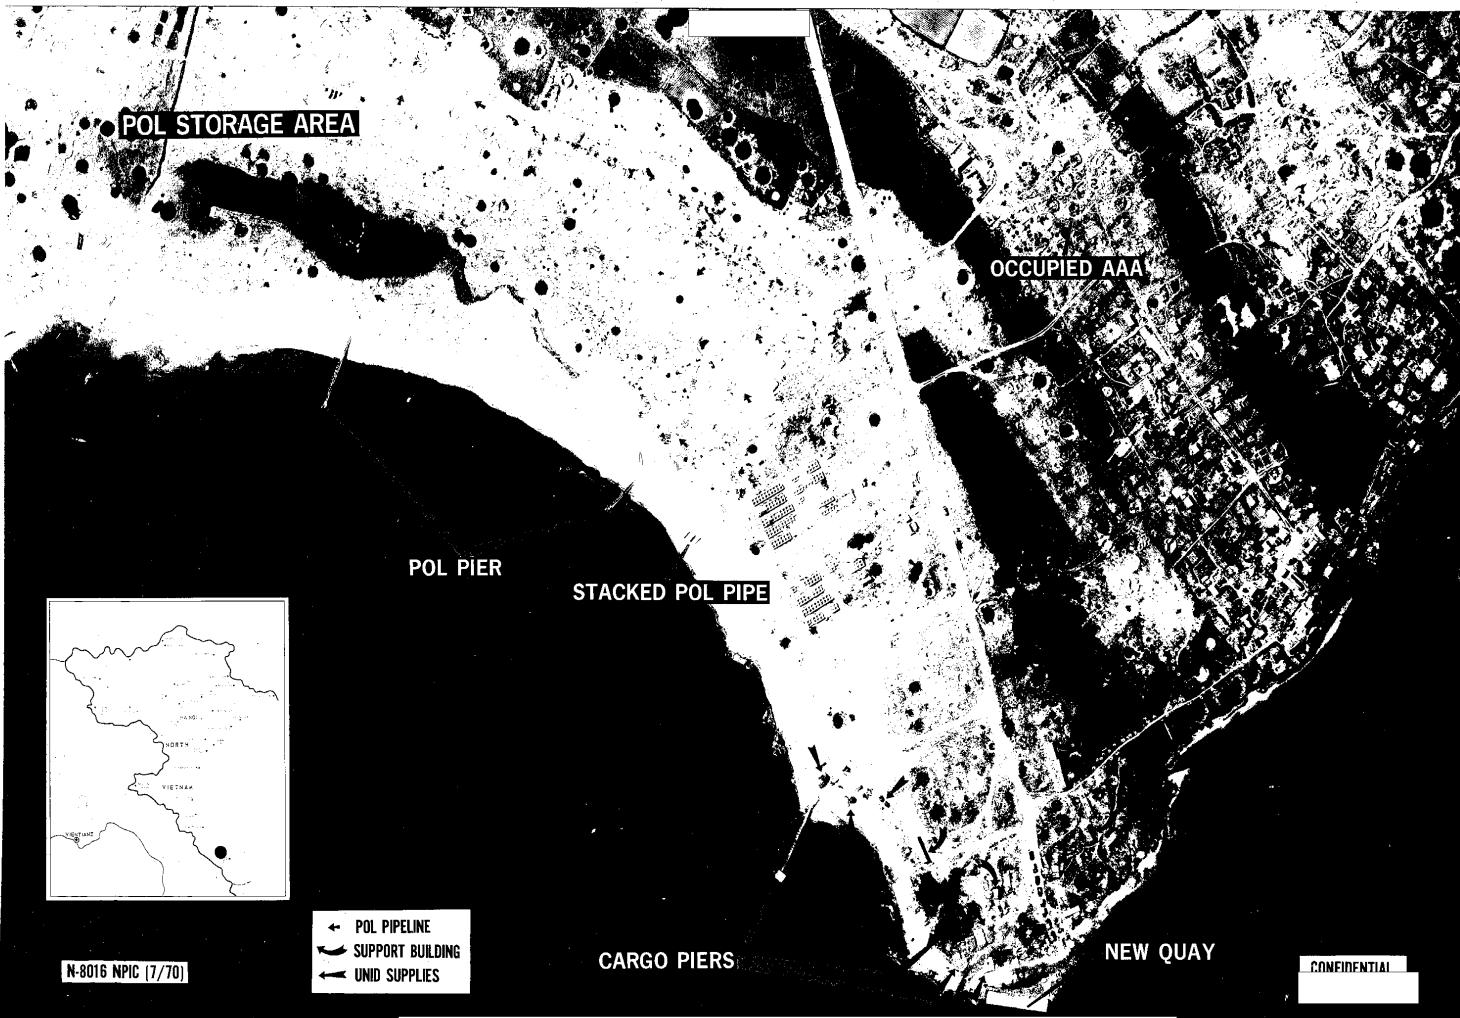 POL STORAGE AREA
OCCUPIED AAA
POL PIER
STACKED POL PIPE
HANOI
NORTH
VIETNAM
VIENTIANE
POL PIPELINE
SUPPORT BUILDING
UNID SUPPLIES
N-8016 NPIC (7/70)
CARGO PIERS
NEW QUAY
CONFIDENTIAL